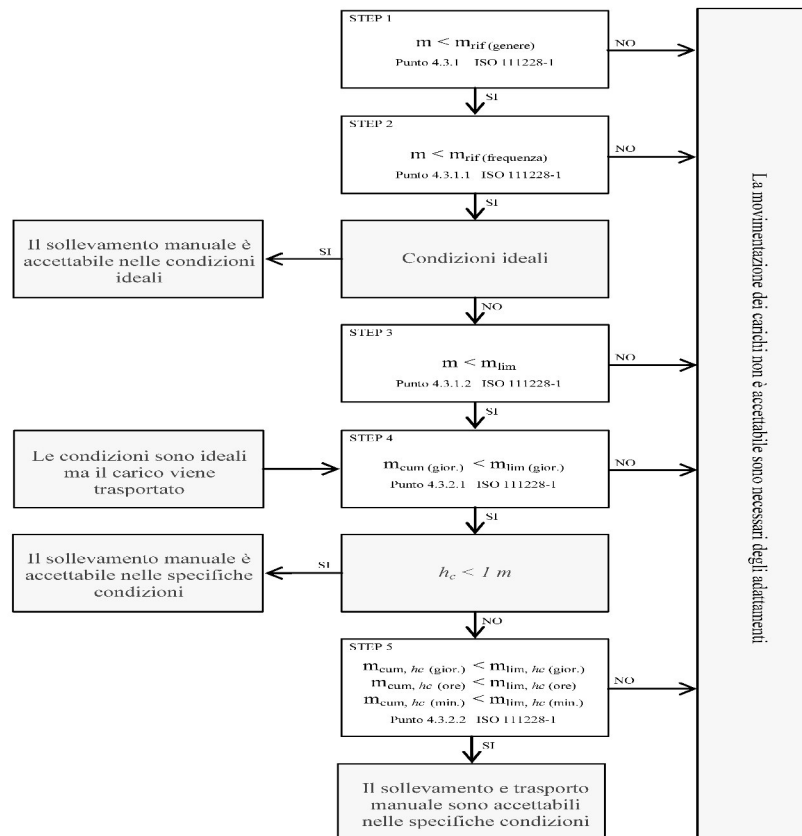 STEP 1
m < mrif (genere)
Punto 4.3.1 ISO 111228-1
NO
SI
STEP 2
m < mrif (frequenza)
Punto 4.3.1.1 ISO 111228-1
NO
SI
Il sollevamento manuale è
accettabile nelle condizioni
ideali
SI
Condizioni ideali
NO
STEP 3
m < mlim
Punto 4.3.1.2 ISO 111228-1
NO
SI
Le condizioni sono ideali
ma il carico viene
trasportato
STEP 4
mcum (gior.) < mlim (gior.)
Punto 4.3.2.1 ISO 111228-1
NO
SI
Il sollevamento manuale è
accettabile nelle specifiche
condizioni
SI
hc < 1 m
NO
STEP 5
mcum, hc (gior.) < mlim, hc (gior.)
mcum, hc (ore) < mlim, hc (ore)
mcum, hc (min.) < mlim, hc (min.)
Punto 4.3.2.2 ISO 111228-1
NO
SI
Il sollevamento e trasporto
manuale sono accettabili
nelle specifiche condizioni
La movimentazione dei carichi non è accettabile sono necessari degli adattamenti